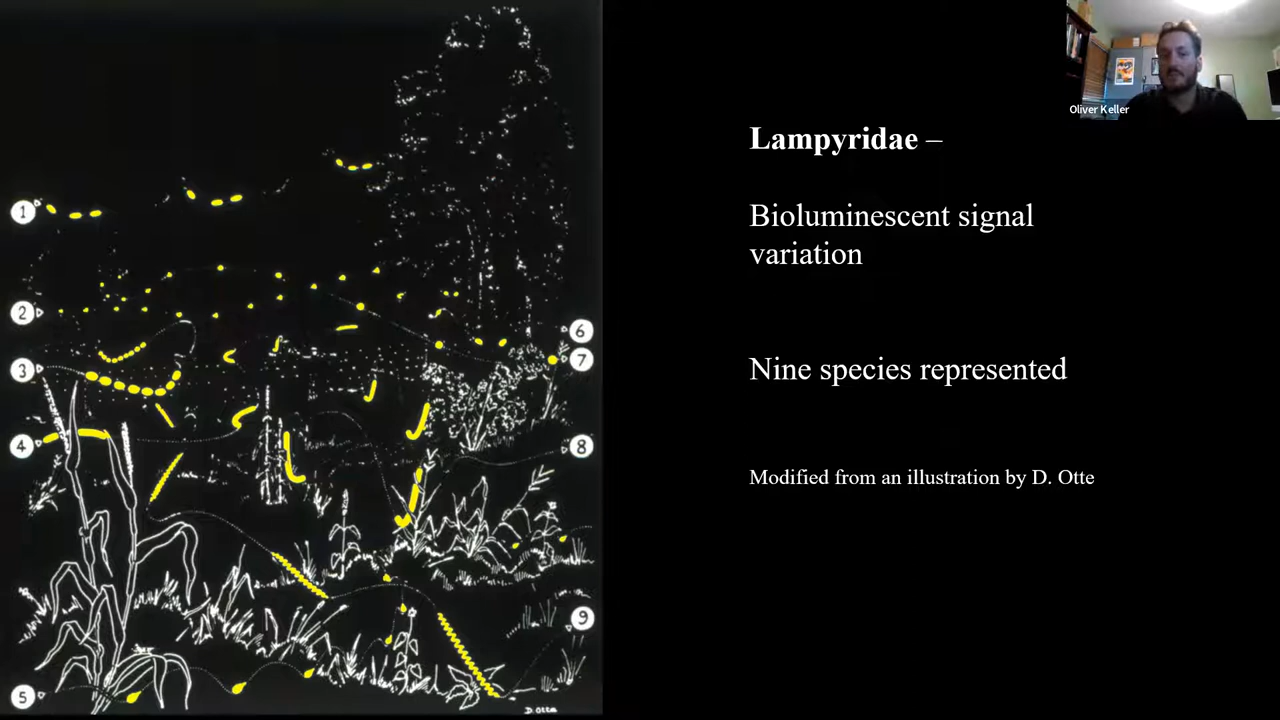 Oliver Keller
Lampyridae –
Bioluminescent signal
variation
Nine species represented
Modified from an illustration by D. Otte
1
2
3
4
5
6
7
8
9
D. Otte